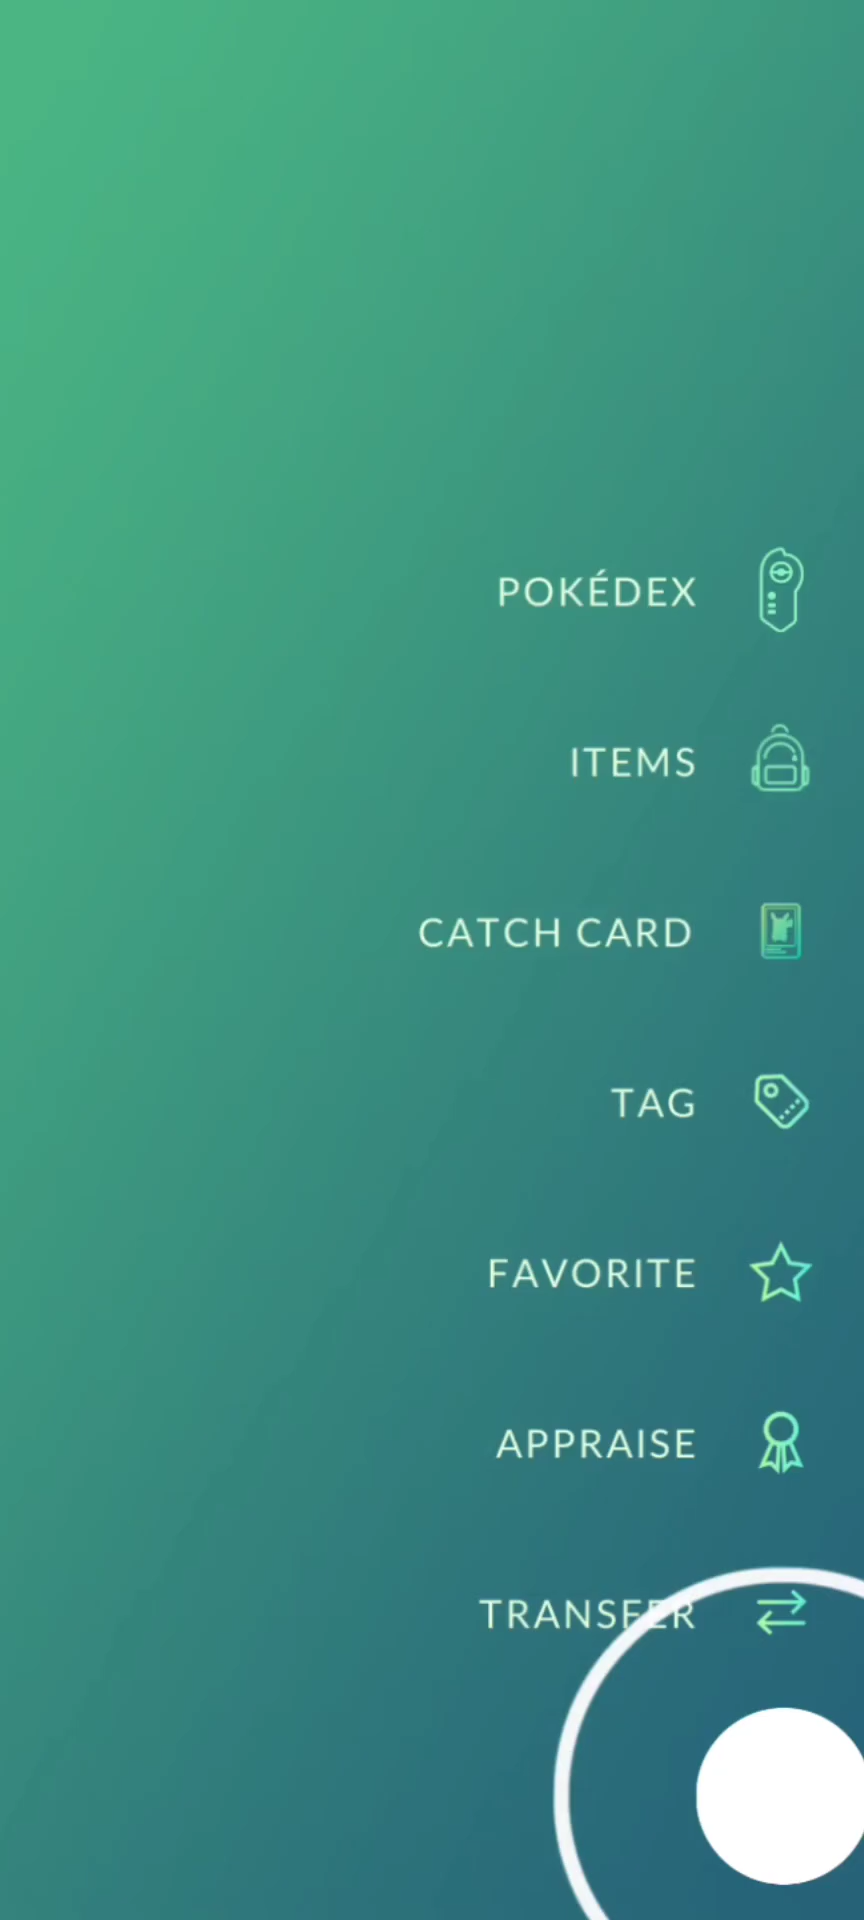 POKÉDEX
ITEMS
CATCH CARD
TAG
FAVORITE
APPRAISE
TRANSFER